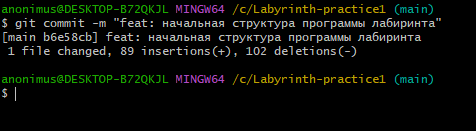 anonimus@DESKTOP-B72QKJL MINGW64 /c/Labyrinth-practice1 (main)
$ git commit -m "feat: начальная структура программы лабиринта"
[main b6e58cb] feat: начальная структура программы лабиринта
 1 file changed, 89 insertions(+), 102 deletions(-)
anonimus@DESKTOP-B72QKJL MINGW64 /c/Labyrinth-practice1 (main)
$